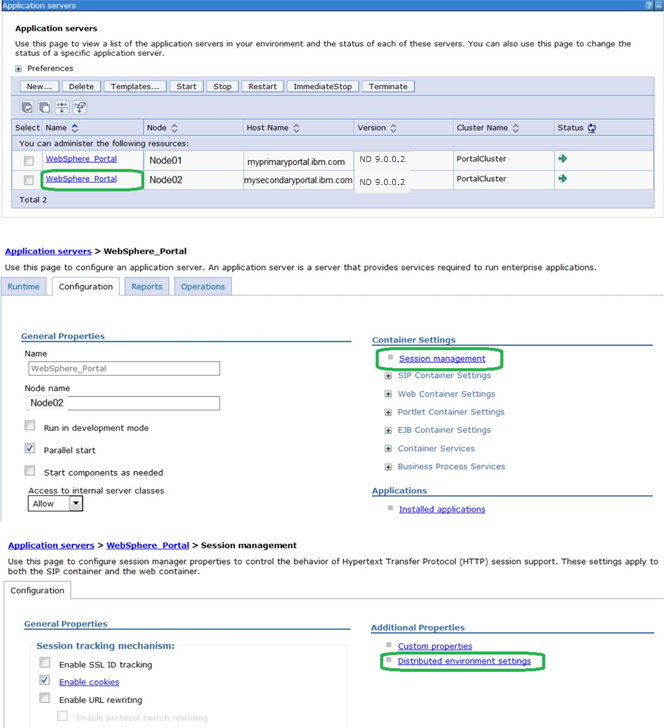 Application servers ? _
Application servers
Use this page to view a list of the application servers in your environment and the status of each of these servers. You can also use this page to change the
status of a specific application server.
Preferences
New... Delete Templates... Start Stop Restart ImmediateStop Terminate
Select Name Node Host Name Version Cluster Name Status
You can administer the following resources:
WebSphere_Portal Node01 myprimaryportal.ibm.com ND 9.0.0.2 PortalCluster
WebSphere_Portal Node02 mysecondaryportal.ibm.com ND 9.0.0.2 PortalCluster
Total 2
Application servers > WebSphere_Portal
Use this page to configure an application server. An application server is a server that provides services required to run enterprise applications.
Runtime Configuration Reports Operations
General Properties
Name
WebSphere_Portal
Node name
Node02
Run in development mode
Parallel start
Start components as needed
Access to internal server classes
Allow
Container Settings
Session management
SIP Container Settings
Web Container Settings
Portlet Container Settings
EJB Container Settings
Container Services
Business Process Services
Applications
Installed applications
Application servers > WebSphere_Portal > Session management
Use this page to configure session manager properties to control the behavior of Hypertext Transfer Protocol (HTTP) session support. These settings apply to
both the SIP container and the web container.
Configuration
General Properties
Session tracking mechanism:
Enable SSL ID tracking
Enable cookies
Enable URL rewriting
Enable protocol switch rewriting
Additional Properties
Custom properties
Distributed environment settings